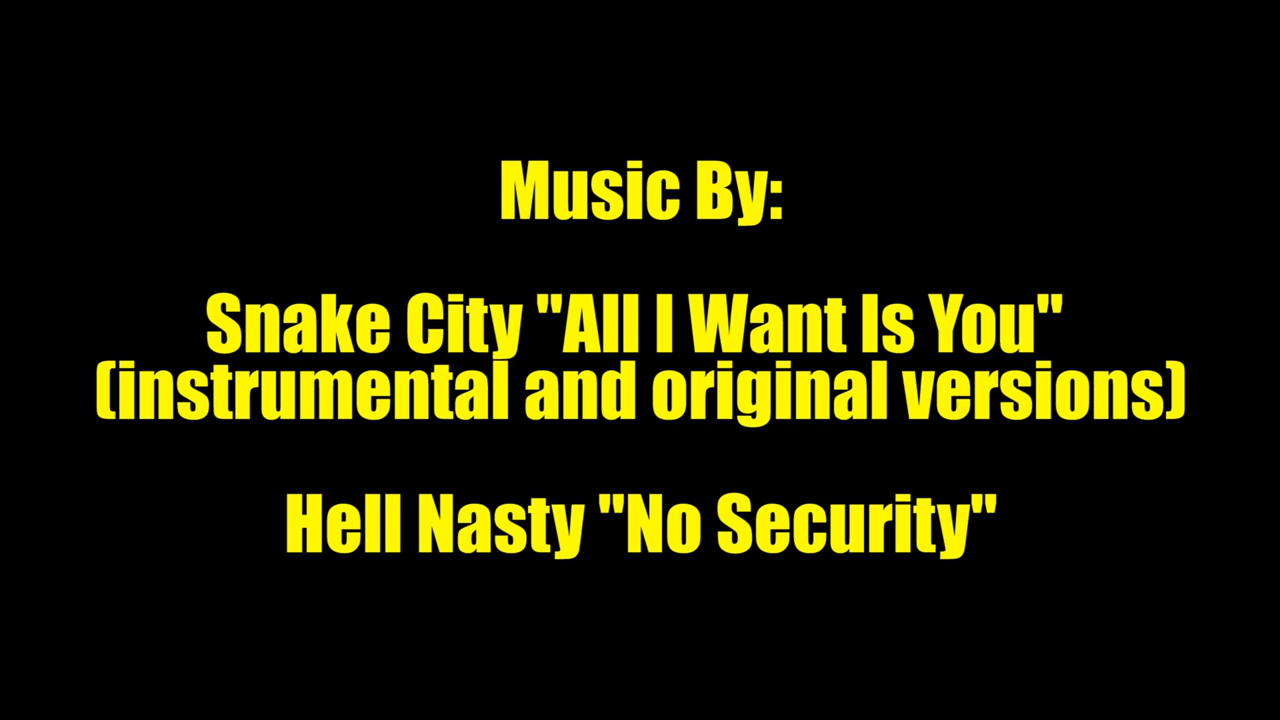 Music By:
Snake City "All I Want Is You"
(instrumental and original versions)
Hell Nasty "No Security"